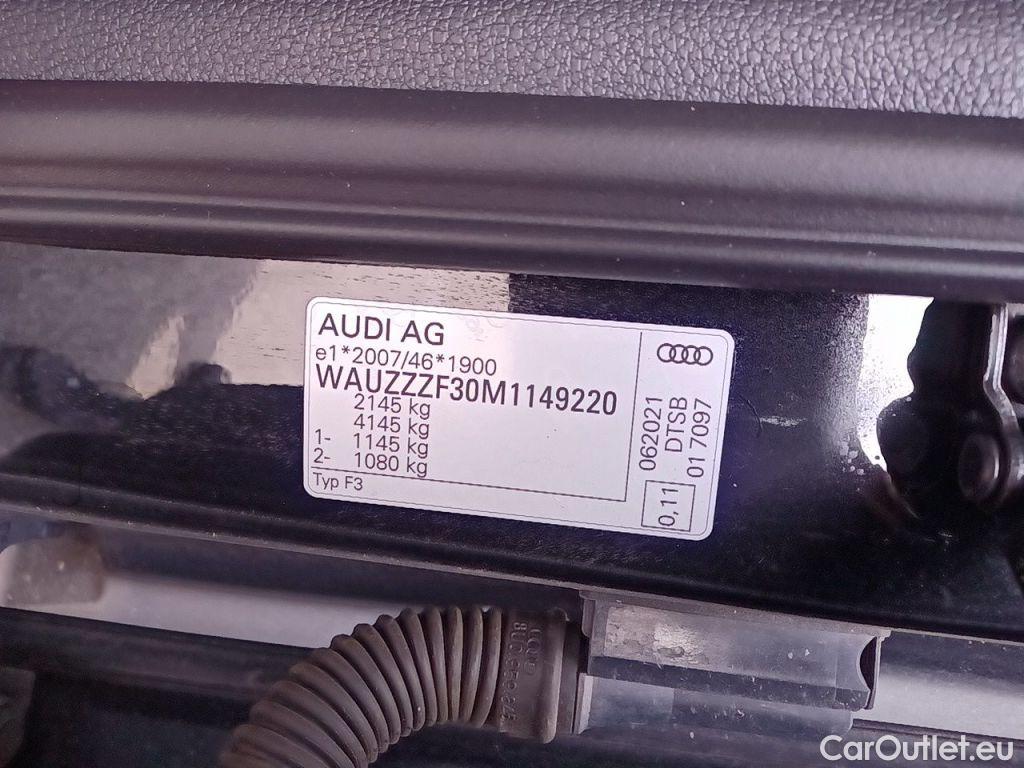 AUDI AG
e1*2007/46*1900
WAUZZZF30M1149220
2145 kg
4145 kg
1- 1145 kg
2- 1080 kg
Typ F3
062021
DTSB
017097
0,11
CarOutlet.eu